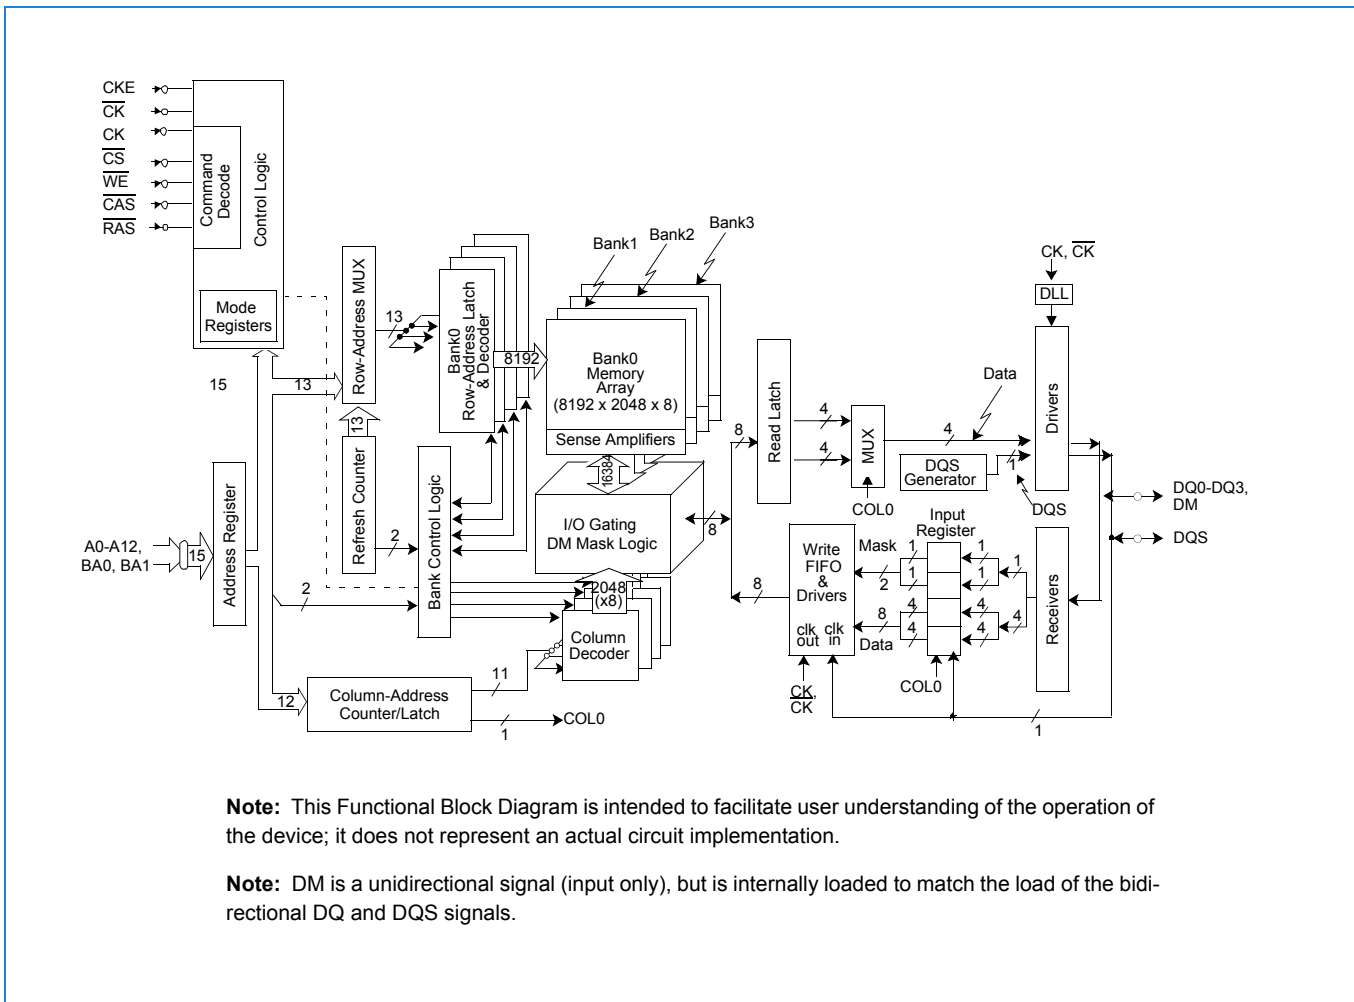 CKE
CK
CK
CS
WE
CAS
RAS
Command
Decode
Control Logic
Mode
Registers
Row-Address MUX
13
Bank0
Row-Address Latch
& Decoder
8192
Bank1
Bank2
Bank3
Bank0
Memory
Array
(8192 x 2048 x 8)
Sense Amplifiers
16384
I/O Gating
DM Mask Logic
2048
(x8)
Column
Decoder
15
13
13
Refresh Counter
2
Bank Control Logic
A0-A12,
BA0, BA1
15
Address Register
2
12
Column-Address
Counter/Latch
11
1
COL0
8
8
8
Read Latch
4
4
MUX
COL0
4
Data
DQS
Generator
1
DQS
CK, CK
DLL
Drivers
DQ0-DQ3,
DM
DQS
Input
Register
Write
FIFO
&
Drivers
clk
out
clk
in
Mask
2
8
Data
1
1
4
4
1
1
4
4
1
4
Receivers
CK,
CK
COL0
1
Note: This Functional Block Diagram is intended to facilitate user understanding of the operation of
the device; it does not represent an actual circuit implementation.
Note: DM is a unidirectional signal (input only), but is internally loaded to match the load of the bidi-
rectional DQ and DQS signals.